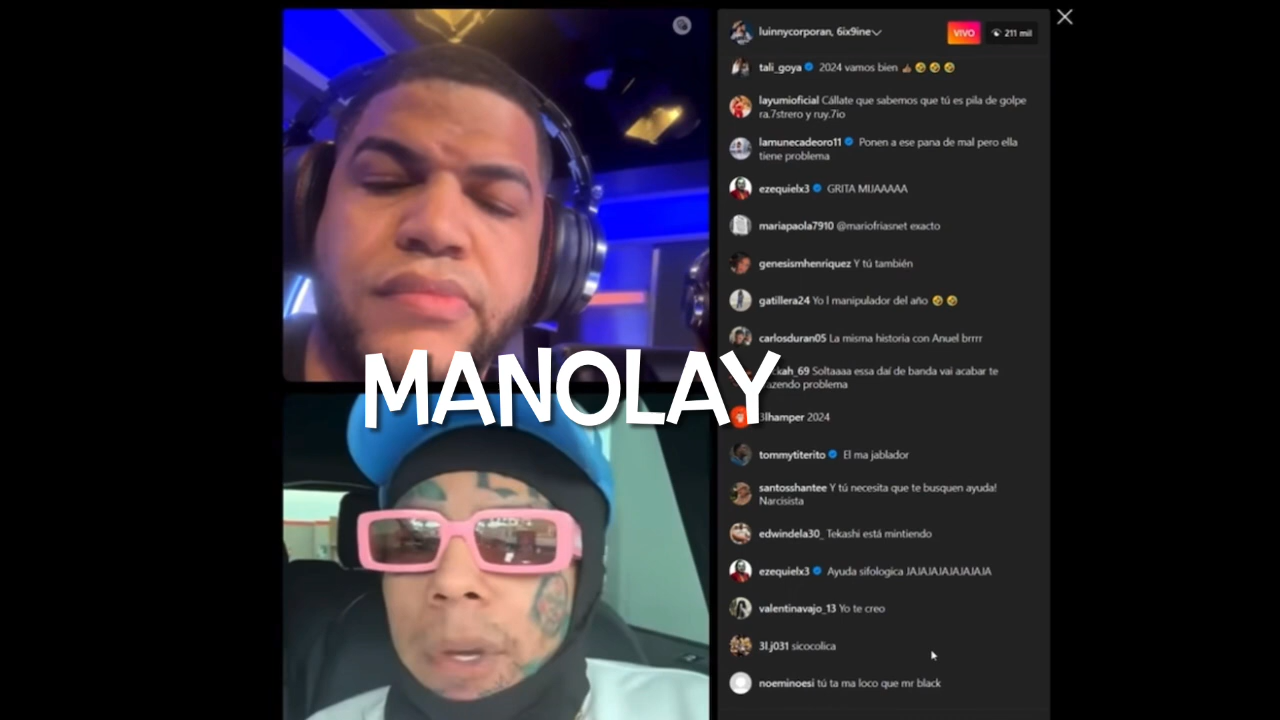 luinnycorporan, 6ix9ine
VIVO
211 mil
tali_goya 2024 vamos bien
layumioficial Cállate que sabemos que tú es pila de golpe
ra.7strero y ruy.7io
lamunecadeoro11 Ponen a ese pana de mal pero ella
tiene problema
ezequielx3 GRITA MIJAAAAA
mariapaola7910 @mariofriasnet exacto
genesismhenriquez Y tú también
gatillera24 Yo l manipulador del año
carlosduran05 La misma historia con Anuel brrrr
ckah_69 Soltaaaa essa daí de banda vai acabar te
azendo problema
MANOLAY
3lhamper 2024
tommytiterito El ma jablador
santosshantee Y tú necesita que te busquen ayuda!
Narcisista
edwindela30_ Tekashi está mintiendo
ezequielx3 Ayuda sifologica JAJAJAJAJAJAJAJA
valentinavajo_13 Yo te creo
3l.j031 sicocolica
noeminoesi tú ta ma loco que mr black